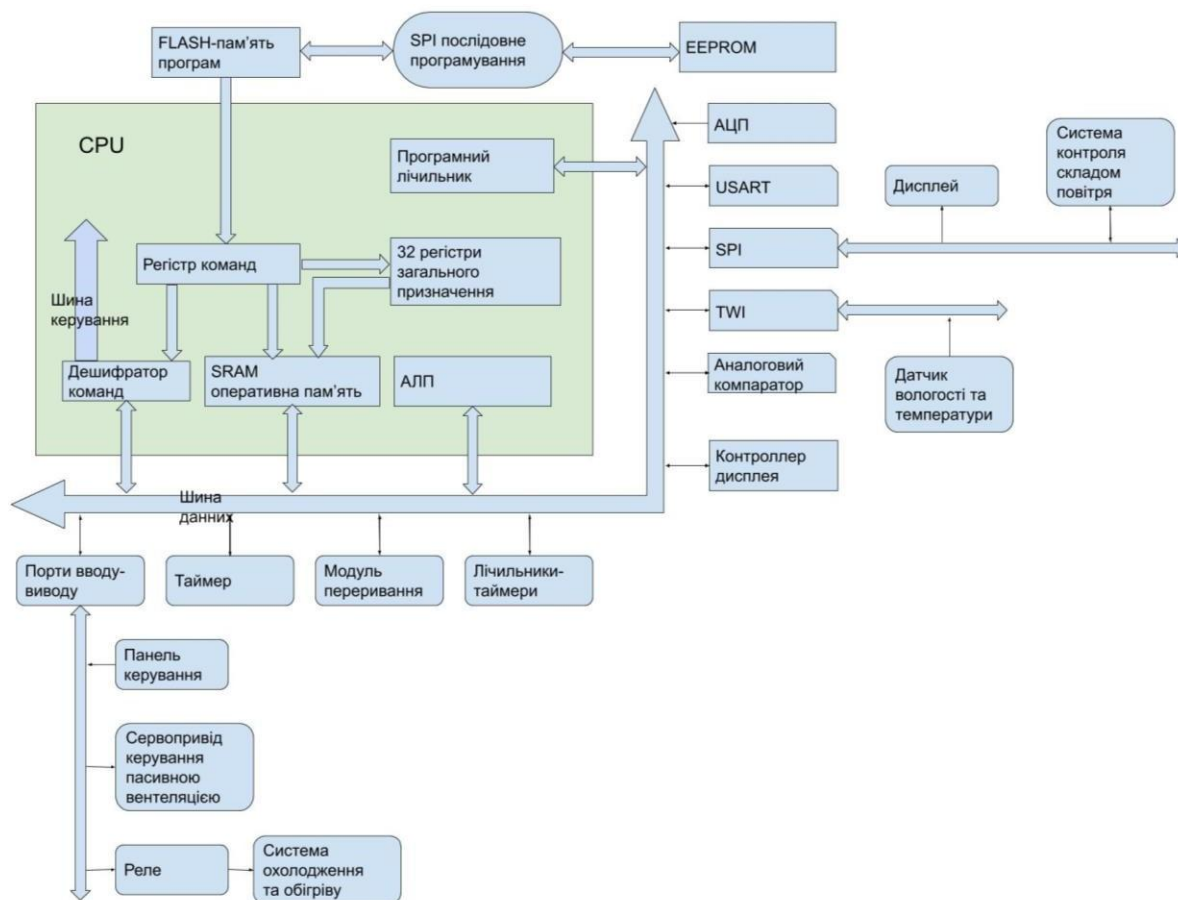 FLASH-пам'ять
програм
SPI послідовне
програмування
EEPROM
CPU
Програмний
лічильник
АЦП
USART
SPI
TWI
Аналоговий
компаратор
Контроллер
дисплея
Дисплей
Система
контроля
складом
повітря
Датчик
вологості та
температури
Регістр команд
32 регістри
загального
призначення
Шина
керування
Дешифратор
команд
SRAM
оперативна пам'ять
АЛП
Шина
данних
Порти вводу-
виводу
Таймер
Модуль
переривання
Лічильники-
таймери
Панель
керування
Сервопривід
керування
пасивною
вентеляцією
Реле
Система
охолодження
та обігріву